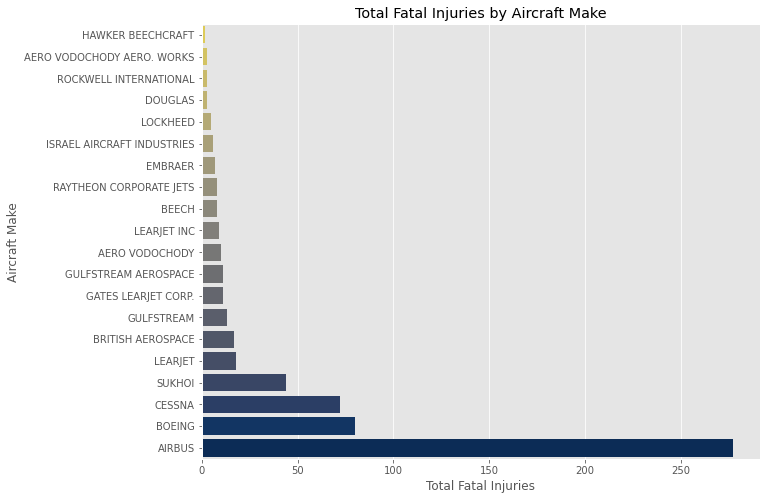 Total Fatal Injuries by Aircraft Make
Aircraft Make
HAWKER BEECHCRAFT
AERO VODOCHODY AERO. WORKS
ROCKWELL INTERNATIONAL
DOUGLAS
LOCKHEED
ISRAEL AIRCRAFT INDUSTRIES
EMBRAER
RAYTHEON CORPORATE JETS
BEECH
LEARJET INC
AERO VODOCHODY
GULFSTREAM AEROSPACE
GATES LEARJET CORP.
GULFSTREAM
BRITISH AEROSPACE
LEARJET
SUKHOI
CESSNA
BOEING
AIRBUS
0 50 100 150 200 250
Total Fatal Injuries